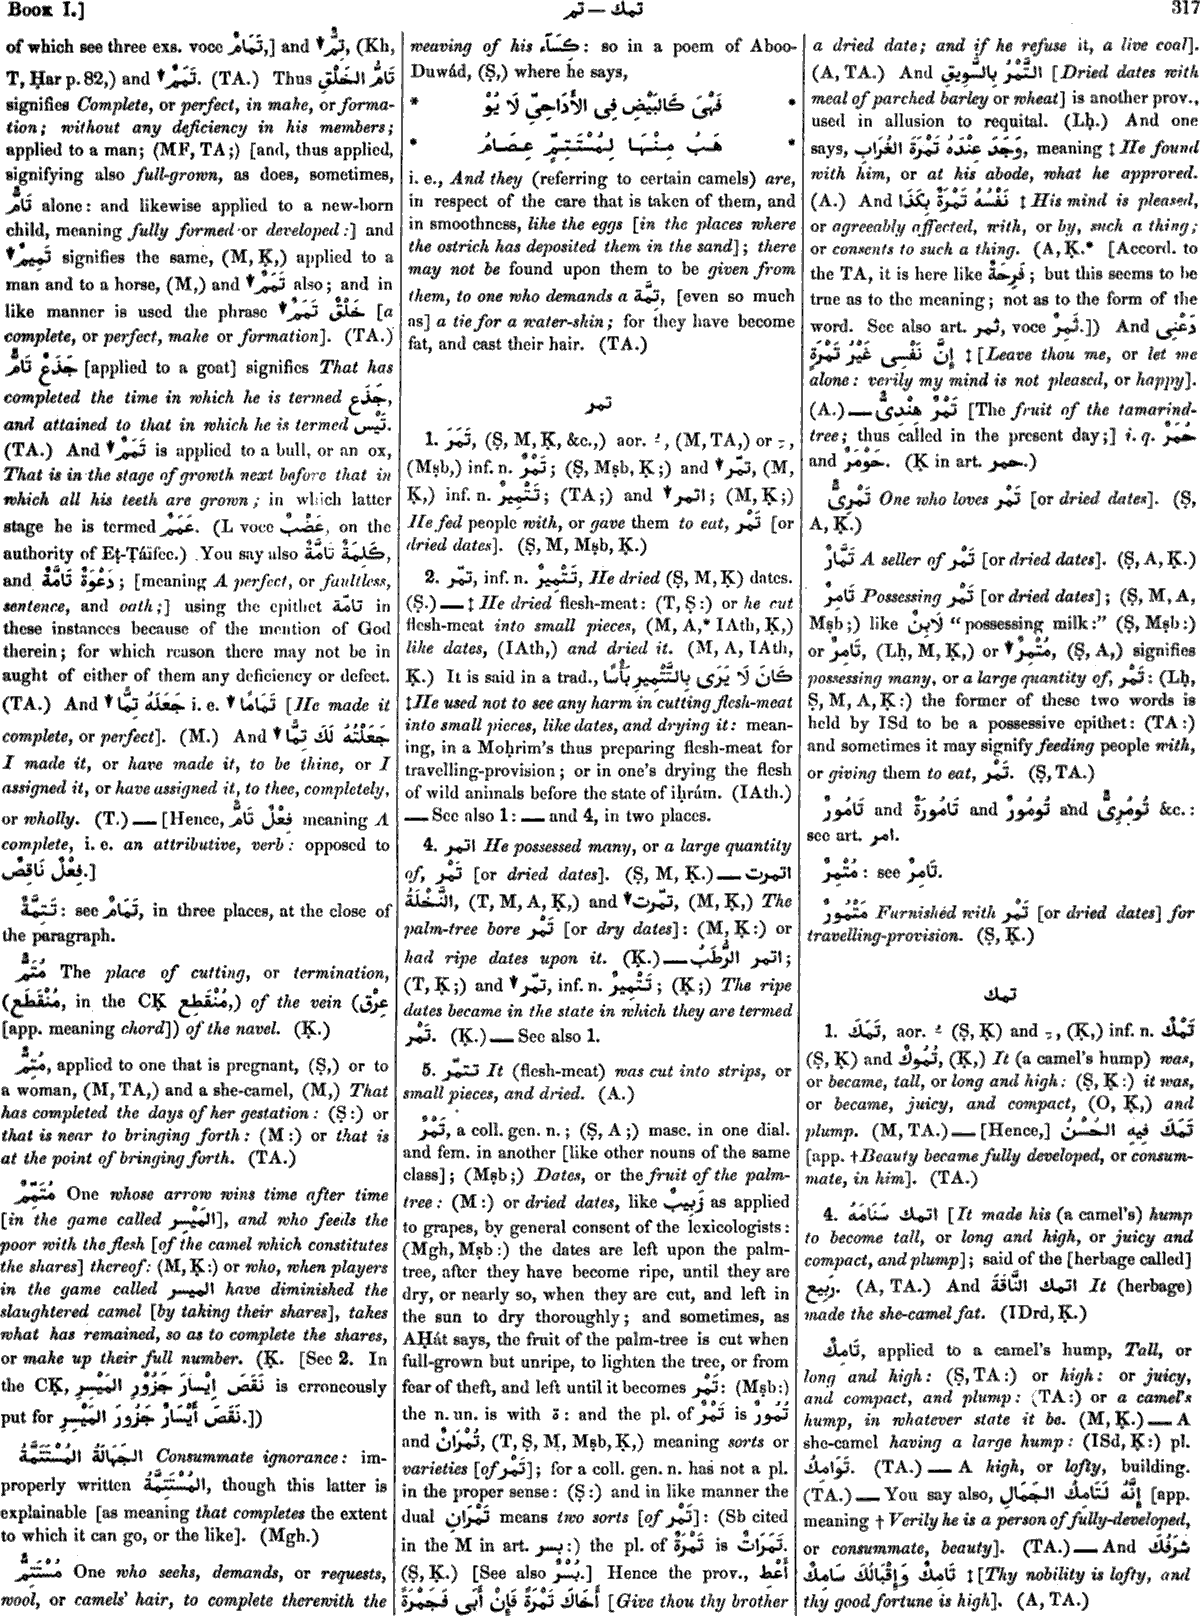 Book I.]
تمك — تم
317
of which see three exs. voce تَمَامٌ,] and ↓ تِمٌّ, (Kh,
T, Ḥar p. 82,) and ↓ تَمَمٌ. (TA.) Thus تَامُّ الخَلْقِ
signifies Complete, or perfect, in make, or forma-
tion; without any deficiency in his members;
applied to a man; (MF, TA;) [and, thus applied,
signifying also full-grown, as does, sometimes,
تَامٌّ alone: and likewise applied to a new-born
child, meaning fully formed or developed:] and
↓ تَمِيمٌ signifies the same, (M, Ḳ,) applied to a
man and to a horse, (M,) and ↓ تَمَمٌ also; and in
like manner is used the phrase ↓ خَلْقٌ تَمَمٌ [a
complete, or perfect, make or formation]. (TA.)
جَذَعٌ تَامٌّ [applied to a goat] signifies That has
completed the time in which he is termed جَذَع,
and attained to that in which he is termed تَيْس.
(TA.) And ↓ تَمَمٌ is applied to a bull, or an ox,
That is in the stage of growth next before that in
which all his teeth are grown; in which latter
stage he is termed عَمَمٌ. (L voce عَضْبٌ, on the
authority of Eṭ-Ṭáïfee.) You say also كَلِمَةٌ تَامَّةٌ,
and دَعْوَةٌ تَامَّةٌ; [meaning A perfect, or faultless,
sentence, and oath;] using the epithet تَامّة in
these instances because of the mention of God
therein; for which reason there may not be in
aught of either of them any deficiency or defect.
(TA.) And ↓ جَعَلَهُ تِمًّا i. e. ↓ تَمَامًا [He made it
complete, or perfect]. (M.) And ↓ جَعَلْتُهُ لَكَ تِمًّا
I made it, or have made it, to be thine, or I
assigned it, or have assigned it, to thee, completely,
or wholly. (T.) — [Hence, فِعْلٌ تَامٌّ meaning A
complete, i. e. an attributive, verb: opposed to
فِعْلٌ نَاقِصٌ.]
تَتِمَّةٌ: see تَمَامٌ, in three places, at the close of
the paragraph.
مُتَمٌّ The place of cutting, or termination,
(مُنْقَطَع, in the CḲ مُنْقَطِع,) of the vein (عِرْق
[app. meaning chord]) of the navel. (Ḳ.)
مُتِمٌّ, applied to one that is pregnant, (Ṣ,) or to
a woman, (M, TA,) and a she-camel, (M,) That
has completed the days of her gestation: (Ṣ:) or
that is near to bringing forth: (M:) or that is
at the point of bringing forth. (TA.)
مُتَمِّمٌ One whose arrow wins time after time
[in the game called المَيْسِر], and who feeds the
poor with the flesh [of the camel which constitutes
the shares] thereof: (M, Ḳ:) or who, when players
in the game called الميسر have diminished the
slaughtered camel [by taking their shares], takes
what has remained, so as to complete the shares,
or make up their full number. (Ḳ. [See 2. In
the CḲ, نَقَصَ إِيْسَارَ جَزُورِ المَيْسِرِ is erroneously
put for نَقَصَ أَيْسَارٌ جَزُورَ المَيْسِرِ.])
الجَهَالَةُ المُسْتَتِمَّةُ Consummate ignorance: im-
properly written المُسْتَتَمَّةُ, though this latter is
explainable [as meaning that completes the extent
to which it can go, or the like]. (Mgh.)
مُسْتَتِمٌّ One who seeks, demands, or requests,
wool, or camels' hair, to complete therewith the
weaving of his كِسَآء: so in a poem of Aboo-
Duwád, (Ṣ,) where he says,
* فَهْىَ كَالبَيْضِ فِى الأَدَاحِىِّ لَا يُوْ *
* هَبُ مِنْهَا لِمُسْتَتِمٍّ عِصَامُ *
i. e., And they (referring to certain camels) are,
in respect of the care that is taken of them, and
in smoothness, like the eggs [in the places where
the ostrich has deposited them in the sand]; there
may not be found upon them to be given from
them, to one who demands a تِمَّة, [even so much
as] a tie for a water-skin; for they have become
fat, and cast their hair. (TA.)
تمر
1. تَمَرَ, (Ṣ, M, Ḳ, &c.,) aor. ـُ, (M, TA,) or ـِ,
(Mṣb,) inf. n. تَمْرٌ; (Ṣ, Mṣb, Ḳ;) and ↓ تمّر, (M,
Ḳ,) inf. n. تَتْمِيرٌ; (TA;) and ↓ اتمر; (M, Ḳ;)
He fed people with, or gave them to eat, تَمْر [or
dried dates]. (Ṣ, M, Mṣb, Ḳ.)
2. تمّر, inf. n. تَتْمِيرٌ, He dried (Ṣ, M, Ḳ) dates.
(Ṣ.) — ‡ He dried flesh-meat: (T, Ṣ:) or he cut
flesh-meat into small pieces, (M, A,* IAth, Ḳ,)
like dates, (IAth,) and dried it. (M, A, IAth,
Ḳ.) It is said in a trad., كَانَ لَا يَرَى بِالتَّتْمِيرِ بَأْسًا
‡ He used not to see any harm in cutting flesh-meat
into small pieces, like dates, and drying it: mean-
ing, in a Moḥrim's thus preparing flesh-meat for
travelling-provision; or in one's drying the flesh
of wild animals before the state of iḥrám. (IAth.)
— See also 1: — and 4, in two places.
4. اتمر He possessed many, or a large quantity
of, تَمْر [or dried dates]. (Ṣ, M, Ḳ.) — اتمرت
النَّخْلَةُ, (T, M, A, Ḳ,) and ↓ تمّرت, (M, Ḳ,) The
palm-tree bore تَمْر [or dry dates]: (M, Ḳ:) or
had ripe dates upon it. (Ḳ.) — اتمر الرُّطَبُ;
(T, Ḳ;) and ↓ تمّر, inf. n. تَتْمِيرٌ; (Ḳ;) The ripe
dates became in the state in which they are termed
تَمْر. (Ḳ.) — See also 1.
5. تتمّر It (flesh-meat) was cut into strips, or
small pieces, and dried. (A.)
تَمْرٌ, a coll. gen. n.; (Ṣ, A;) masc. in one dial.
and fem. in another [like other nouns of the same
class]; (Mṣb;) Dates, or the fruit of the palm-
tree: (M:) or dried dates, like زَبِيبٌ as applied
to grapes, by general consent of the lexicologists:
(Mgh, Mṣb:) the dates are left upon the palm-
tree, after they have become ripe, until they are
dry, or nearly so, when they are cut, and left in
the sun to dry thoroughly; and sometimes, as
AḤát says, the fruit of the palm-tree is cut when
full-grown but unripe, to lighten the tree, or from
fear of theft, and left until it becomes تَمْر: (Mṣb:)
the n. un. is with ة: and the pl. of تَمْرٌ is تُمُورٌ
and تُمْرَانٌ, (T, Ṣ, M, Mṣb, Ḳ,) meaning sorts or
varieties [of تَمْر]; for a coll. gen. n. has not a pl.
in the proper sense: (Ṣ:) and in like manner the
dual تَمْرَانِ means two sorts [of تَمْر]: (Sb cited
in the M in art. بسر:) the pl. of تَمْرَةٌ is تَمَرَاتٌ.
(Ṣ, Ḳ.) [See also بُسْرٌ.] Hence the prov., أَعْطِ
أَخَاكَ تَمْرَةً فَإِنْ أَبَى فَجَمْرَةً [Give thou thy brother
a dried date; and if he refuse it, a live coal].
(A, TA.) And التَّمْرُ بِالسَّوِيقِ [Dried dates with
meal of parched barley or wheat] is another prov.,
used in allusion to requital. (Lḥ.) And one
says, وَجَدَ عِنْدَهُ تَمْرَةَ الغُرَابِ, meaning ‡ He found
with him, or at his abode, what he approved.
(A.) And نَفْسُهُ تَمْرَةٌ بِكَذَا ‡ His mind is pleased,
or agreeably affected, with, or by, such a thing;
or consents to such a thing. (A, Ḳ.* [Accord. to
the TA, it is here like فَرِحَةٌ; but this seems to be
true as to the meaning; not as to the form of the
word. See also art. ثمر, voce ثَمِرٌ.]) And دَعْنِى
إِنَّ نَفْسِى غَيْرُ تَمْرَةٍ ‡ [Leave thou me, or let me
alone: verily my mind is not pleased, or happy].
(A.) — تَمْرٌ هِنْدِىٌّ [The fruit of the tamarind-
tree; thus called in the present day;] i. q. حُمَرٌ
and حَوْمَرٌ. (Ḳ in art. حمر.)
تَمْرِىٌّ One who loves تَمْر [or dried dates]. (Ṣ,
A, Ḳ.)
تَمَّارٌ A seller of تَمْر [or dried dates]. (Ṣ, A, Ḳ.)
تَامِرٌ Possessing تَمْر [or dried dates]; (Ṣ, M, A,
Mṣb;) like لَابِنٌ "possessing milk:" (Ṣ, Mṣb:)
or تَامِرٌ, (Lḥ, M, Ḳ,) or ↓ مُتْمِرٌ, (Ṣ, A,) signifies
possessing many, or a large quantity of, تَمْر: (Lḥ,
Ṣ, M, A, Ḳ:) the former of these two words is
held by ISd to be a possessive epithet: (TA:)
and sometimes it may signify feeding people with,
or giving them to eat, تَمْر. (Ṣ, TA.)
تَامُورٌ and تَامُورَةٌ and تُومُورٌ and تُومُرِىٌّ &c.:
see art. امر.
مُتْمِرٌ: see تَامِرٌ.
مَتْمُورٌ Furnished with تَمْر [or dried dates] for
travelling-provision. (Ṣ, Ḳ.)
تمك
1. تَمَكَ, aor. ـُ (Ṣ, Ḳ) and ـِ, (Ḳ,) inf. n. تَمْكٌ
(Ṣ, Ḳ) and تُمُوكٌ, (Ḳ,) It (a camel's hump) was,
or became, tall, or long and high: (Ṣ, Ḳ:) it was,
or became, juicy, and compact, (O, Ḳ,) and
plump. (M, TA.) — [Hence,] تَمَكَ فِيهِ الحُسْنُ
[app. † Beauty became fully developed, or consum-
mate, in him]. (TA.)
4. اتمك سَنَامَهُ [It made his (a camel's) hump
to become tall, or long and high, or juicy and
compact, and plump]; said of the [herbage called]
رَبِيع. (A, TA.) And اتمك النَّاقَةَ It (herbage)
made the she-camel fat. (IDrd, Ḳ.)
تَامِكٌ, applied to a camel's hump, Tall, or
long and high: (Ṣ, TA:) or high: or juicy,
and compact, and plump: (TA:) or a camel's
hump, in whatever state it be. (M, Ḳ.) — A
she-camel having a large hump: (ISd, Ḳ:) pl.
تَوَامِكُ. (TA.) — A high, or lofty, building.
(TA.) — You say also, إِنَّهُ لَتَامِكُ الجَمَالِ [app.
meaning † Verily he is a person of fully-developed,
or consummate, beauty]. (TA.) — And شَرَفُكَ
تَامِكٌ وَإِقْبَالُكَ سَامِكٌ ‡ [Thy nobility is lofty, and
thy good fortune is high]. (A, TA.)